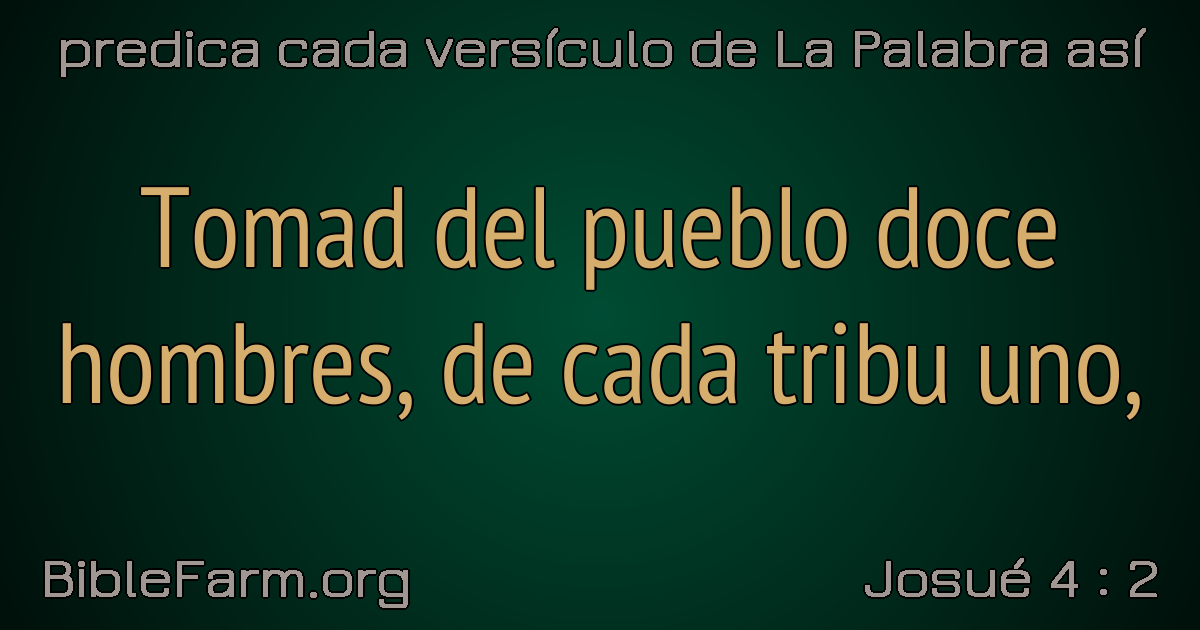 predica cada versículo de La Palabra así
Tomad del pueblo doce
hombres, de cada tribu uno,
BibleFarm.org
Josué 4 : 2